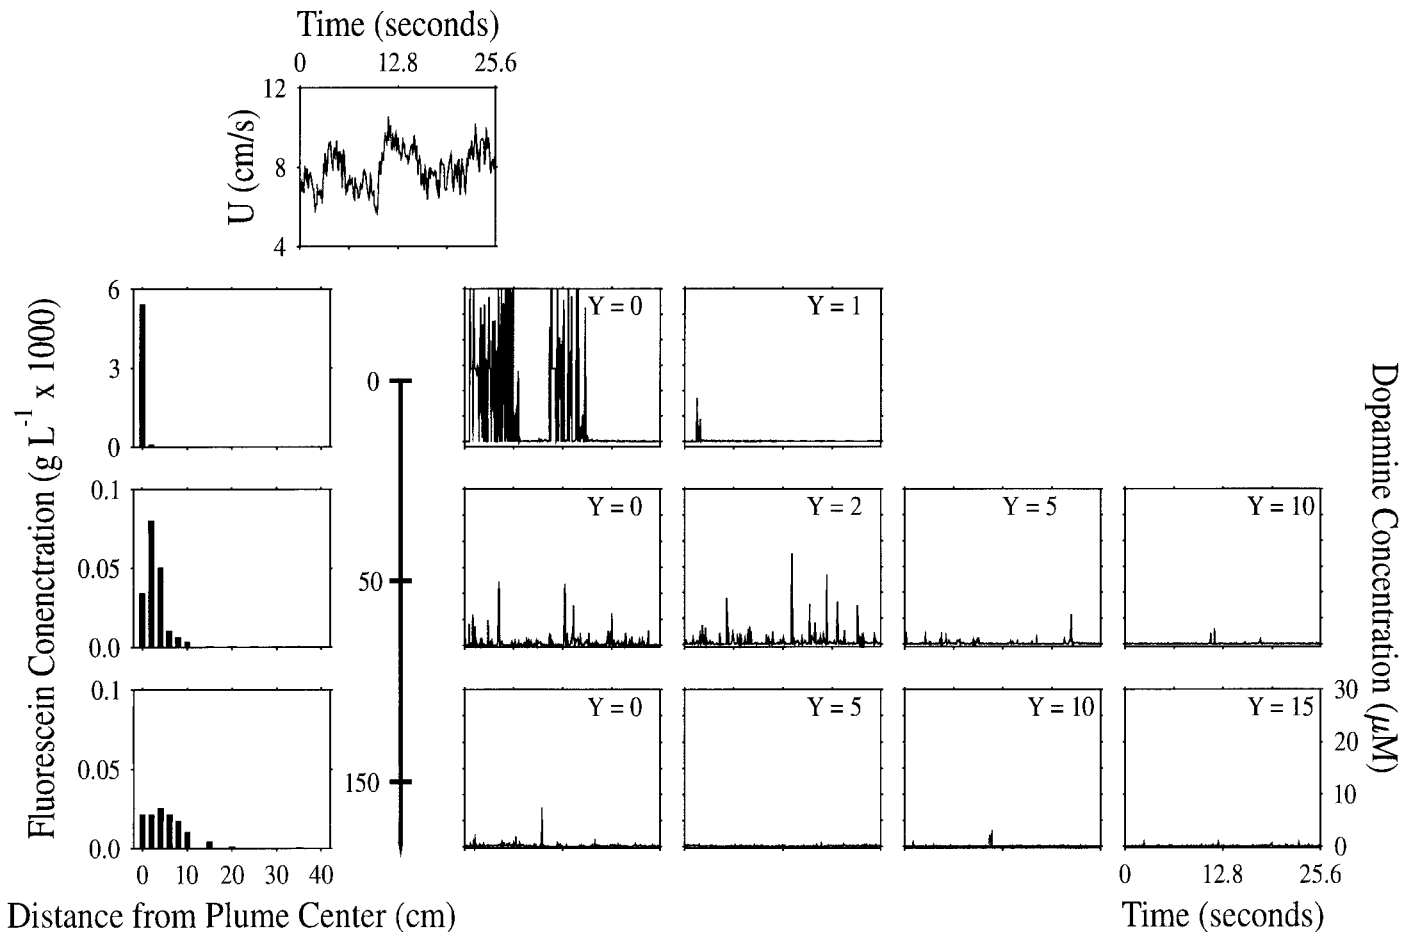 Time (seconds)
0 12.8 25.6
12
8
4
U (cm/s)
6
3
0
0
Y = 0
Y = 1
0.1
0.05
0.0
50
Y = 0
Y = 2
Y = 5
Y = 10
0.1
0.05
0.0
150
Y = 0
Y = 5
Y = 10
Y = 15
30
20
10
0
0 10 20 30 40
0 12.8 25.6
Fluorescein Conenctration (g L⁻¹ x 1000)
Dopamine Concentration (μM)
Distance from Plume Center (cm)
Time (seconds)